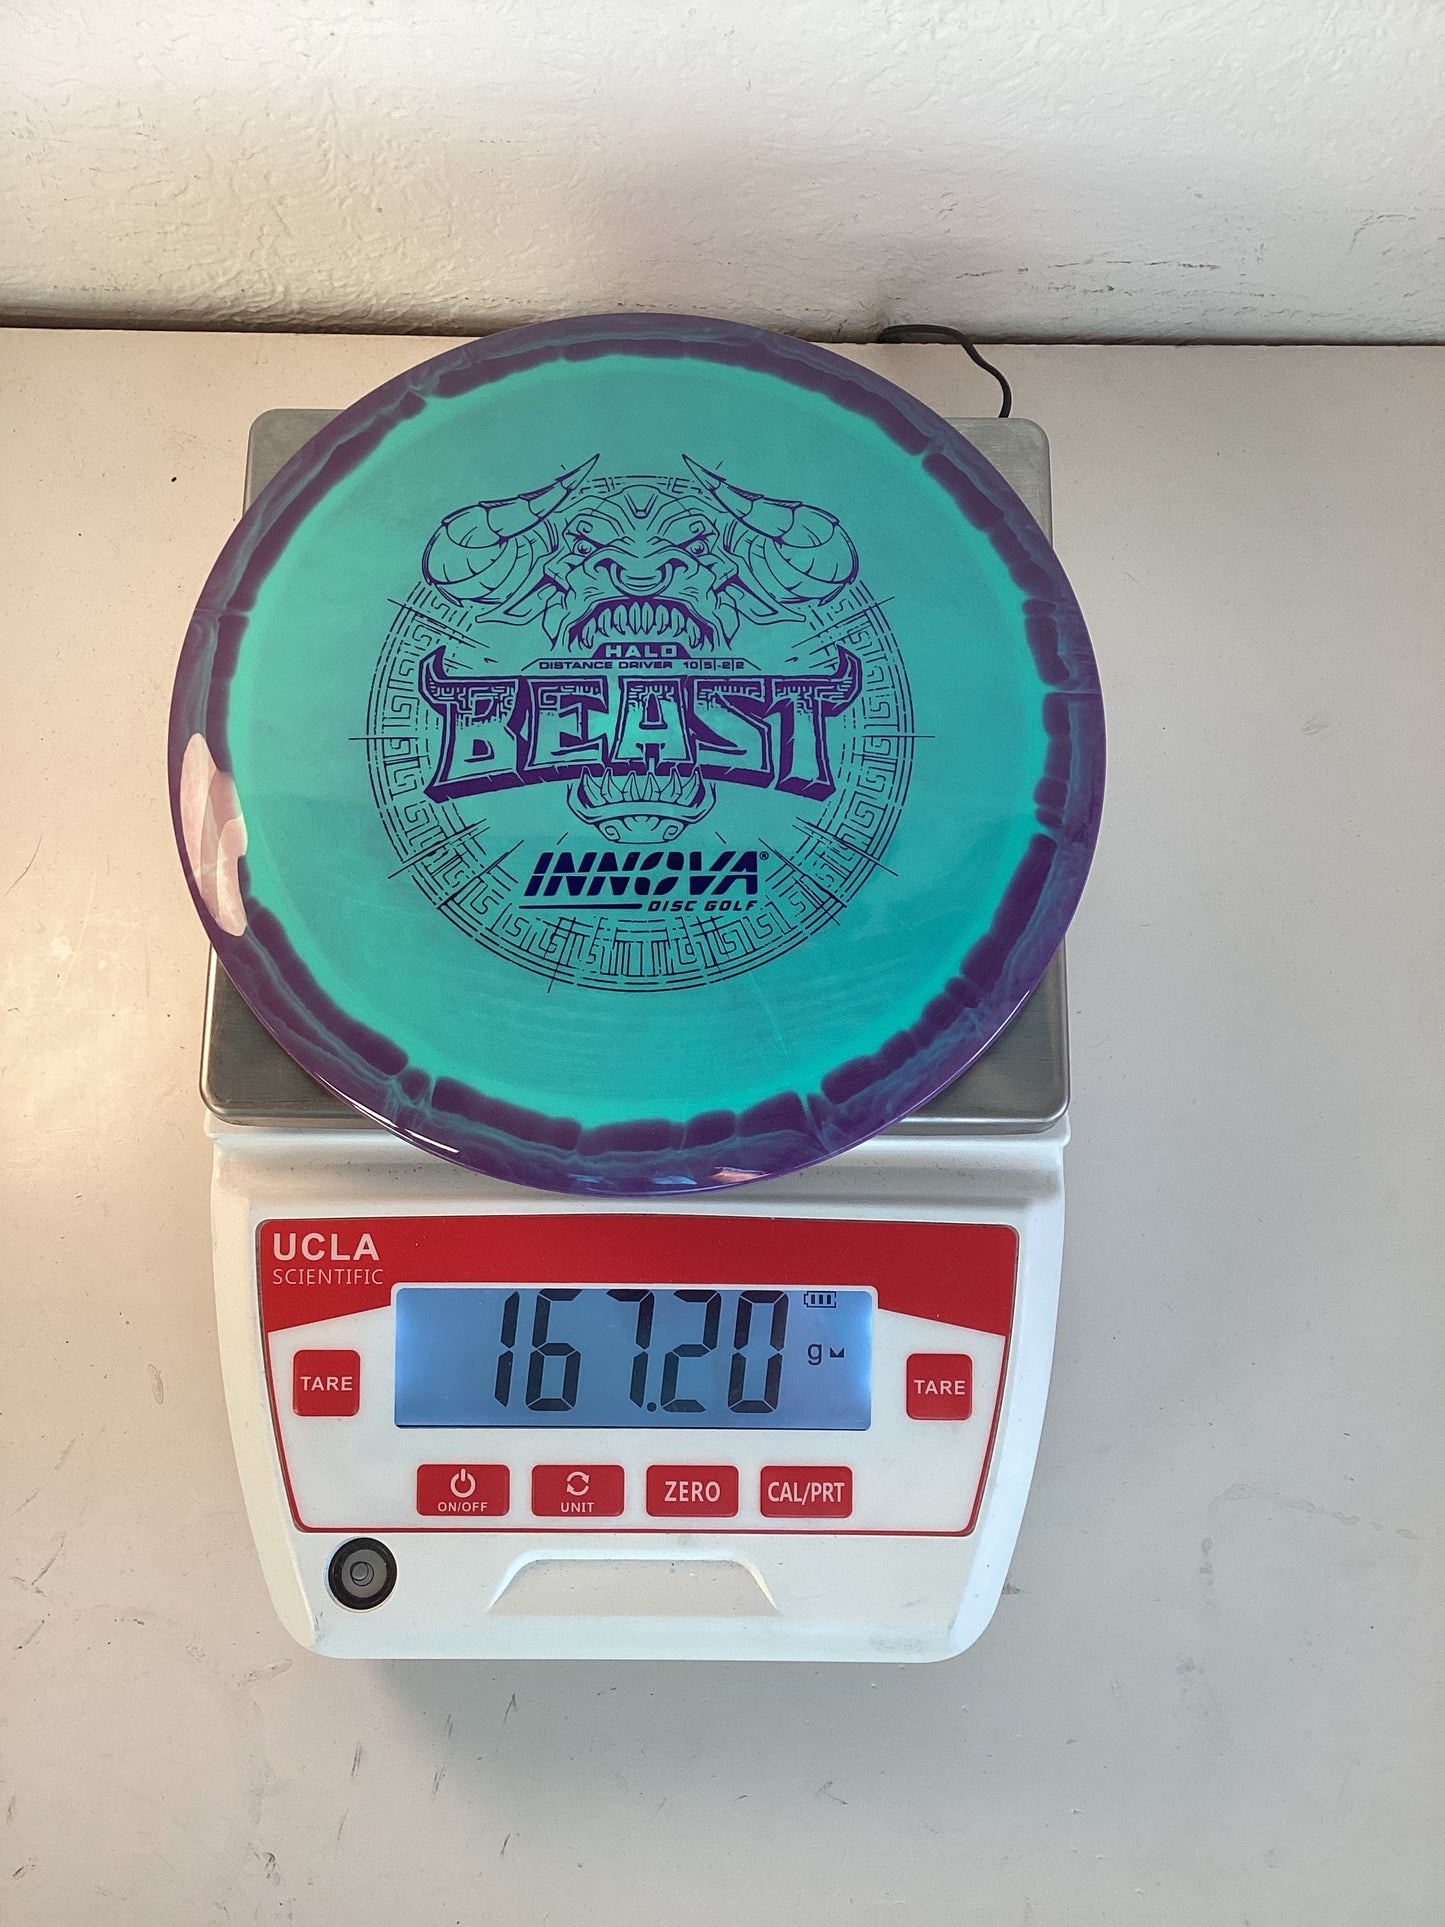 HALO
DISTANCE DRIVER 10|5|-2|2
BEAST
INNOVA®
DISC GOLF
UCLA
SCIENTIFIC
167.20 g
TARE
TARE
ON/OFF
UNIT
ZERO
CAL/PRT